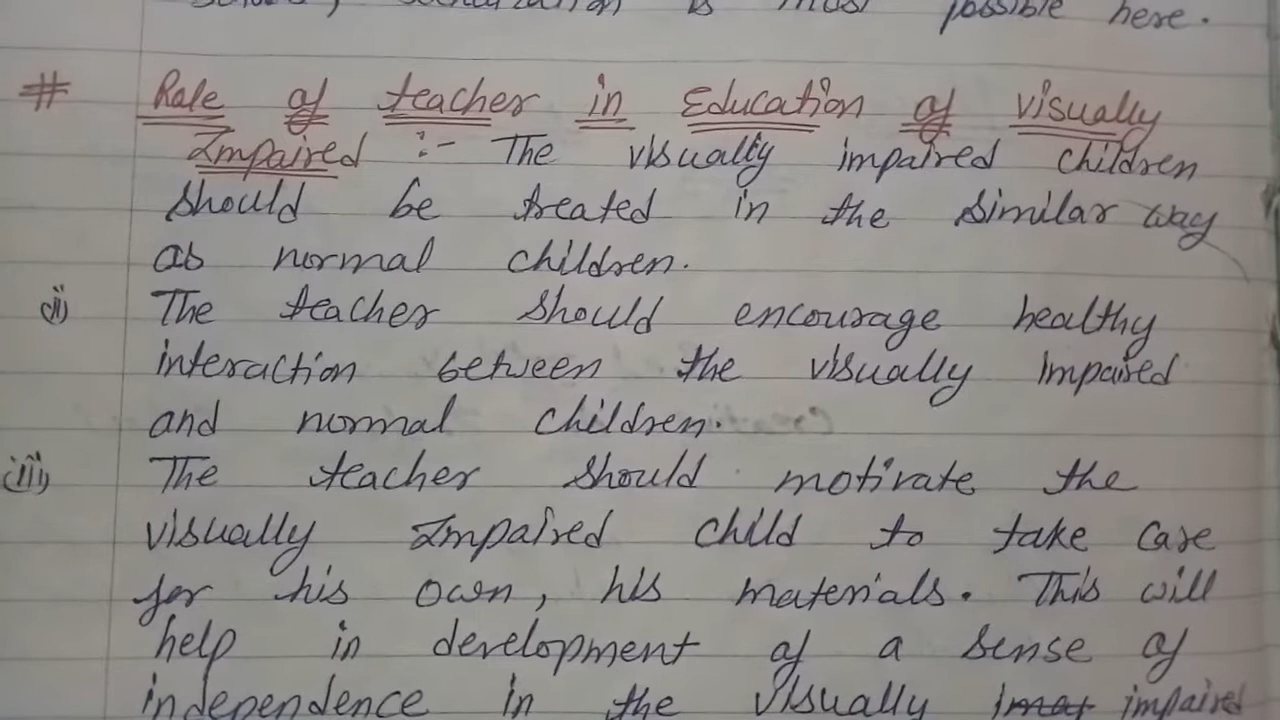 is most possible here.
# Role of teacher in Education of visually
Impaired :- The visually impaired children
should be treated in the similar way
as normal children.
(ii) The teacher should encourage healthy
interaction between the visually impaired
and normal children.
(iii) The teacher should motivate the
visually Impaired child to take care
for his own, his materials. This will
help in development of a sense of
independence in the visually impaired